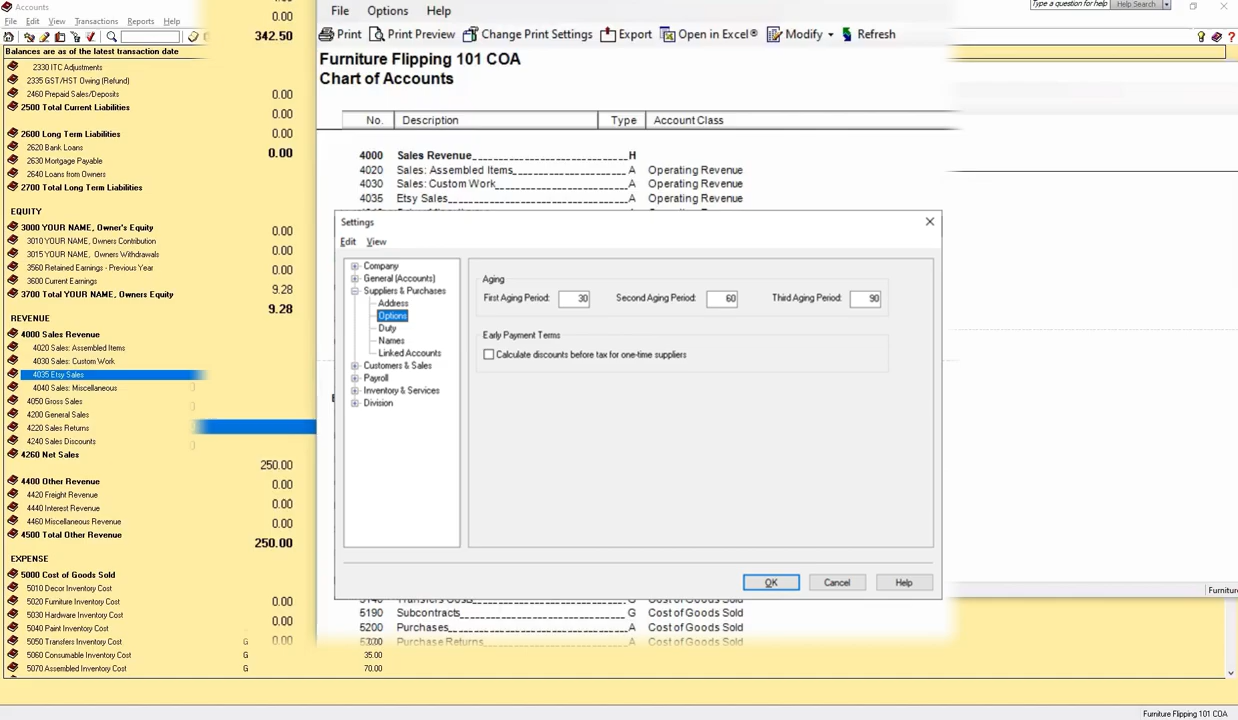 Accounts
File Edit View Transactions Reports Help
Balances are as of the latest transaction date
2330 ITC Adjustments
2335 GST/HST Owing (Refund)
2460 Prepaid Sales/Deposits
2500 Total Current Liabilities
2600 Long Term Liabilities
2620 Bank Loans
2630 Mortgage Payable
2640 Loans from Owners
2700 Total Long Term Liabilities
EQUITY
3000 YOUR NAME, Owner's Equity
3010 YOUR NAME, Owners Contribution
3015 YOUR NAME, Owners Withdrawals
3560 Retained Earnings - Previous Year
3600 Current Earnings
3700 Total YOUR NAME, Owners Equity
REVENUE
4000 Sales Revenue
4020 Sales: Assembled Items
4030 Sales: Custom Work
4035 Etsy Sales
4040 Sales: Miscellaneous
4050 Gross Sales
4200 General Sales
4220 Sales Returns
4240 Sales Discounts
4260 Net Sales
4400 Other Revenue
4420 Freight Revenue
4440 Interest Revenue
4460 Miscellaneous Revenue
4500 Total Other Revenue
EXPENSE
5000 Cost of Goods Sold
5010 Decor Inventory Cost
5020 Furniture Inventory Cost
5030 Hardware Inventory Cost
5040 Paint Inventory Cost
5050 Transfers Inventory Cost G
5060 Consumable Inventory Cost G
5070 Assembled Inventory Cost G
0.00
342.50
0.00
0.00
0.00
0.00
0.00
0.00
0.00
9.28
9.28
250.00
0.00
0.00
0.00
250.00
0.00
0.00
0.00
35.00
70.00
File Options Help
Print Print Preview Change Print Settings Export Open in Excel® Modify Refresh
Furniture Flipping 101 COA
Chart of Accounts
No. Description Type Account Class
4000 Sales Revenue H
4020 Sales: Assembled Items A Operating Revenue
4030 Sales: Custom Work A Operating Revenue
4035 Etsy Sales A Operating Revenue
Settings
Edit View
Company
General (Accounts)
Suppliers & Purchases
Address
Options
Duty
Names
Linked Accounts
Customers & Sales
Payroll
Inventory & Services
Division
Aging
First Aging Period: 30 Second Aging Period: 60 Third Aging Period: 90
Early Payment Terms
Calculate discounts before tax for one-time suppliers
OK Cancel Help
5190 Subcontracts G Cost of Goods Sold
5200 Purchases A Cost of Goods Sold
Purchase Returns A Cost of Goods Sold
Type a question for help Help Search
Furniture
Furniture Flipping 101 COA